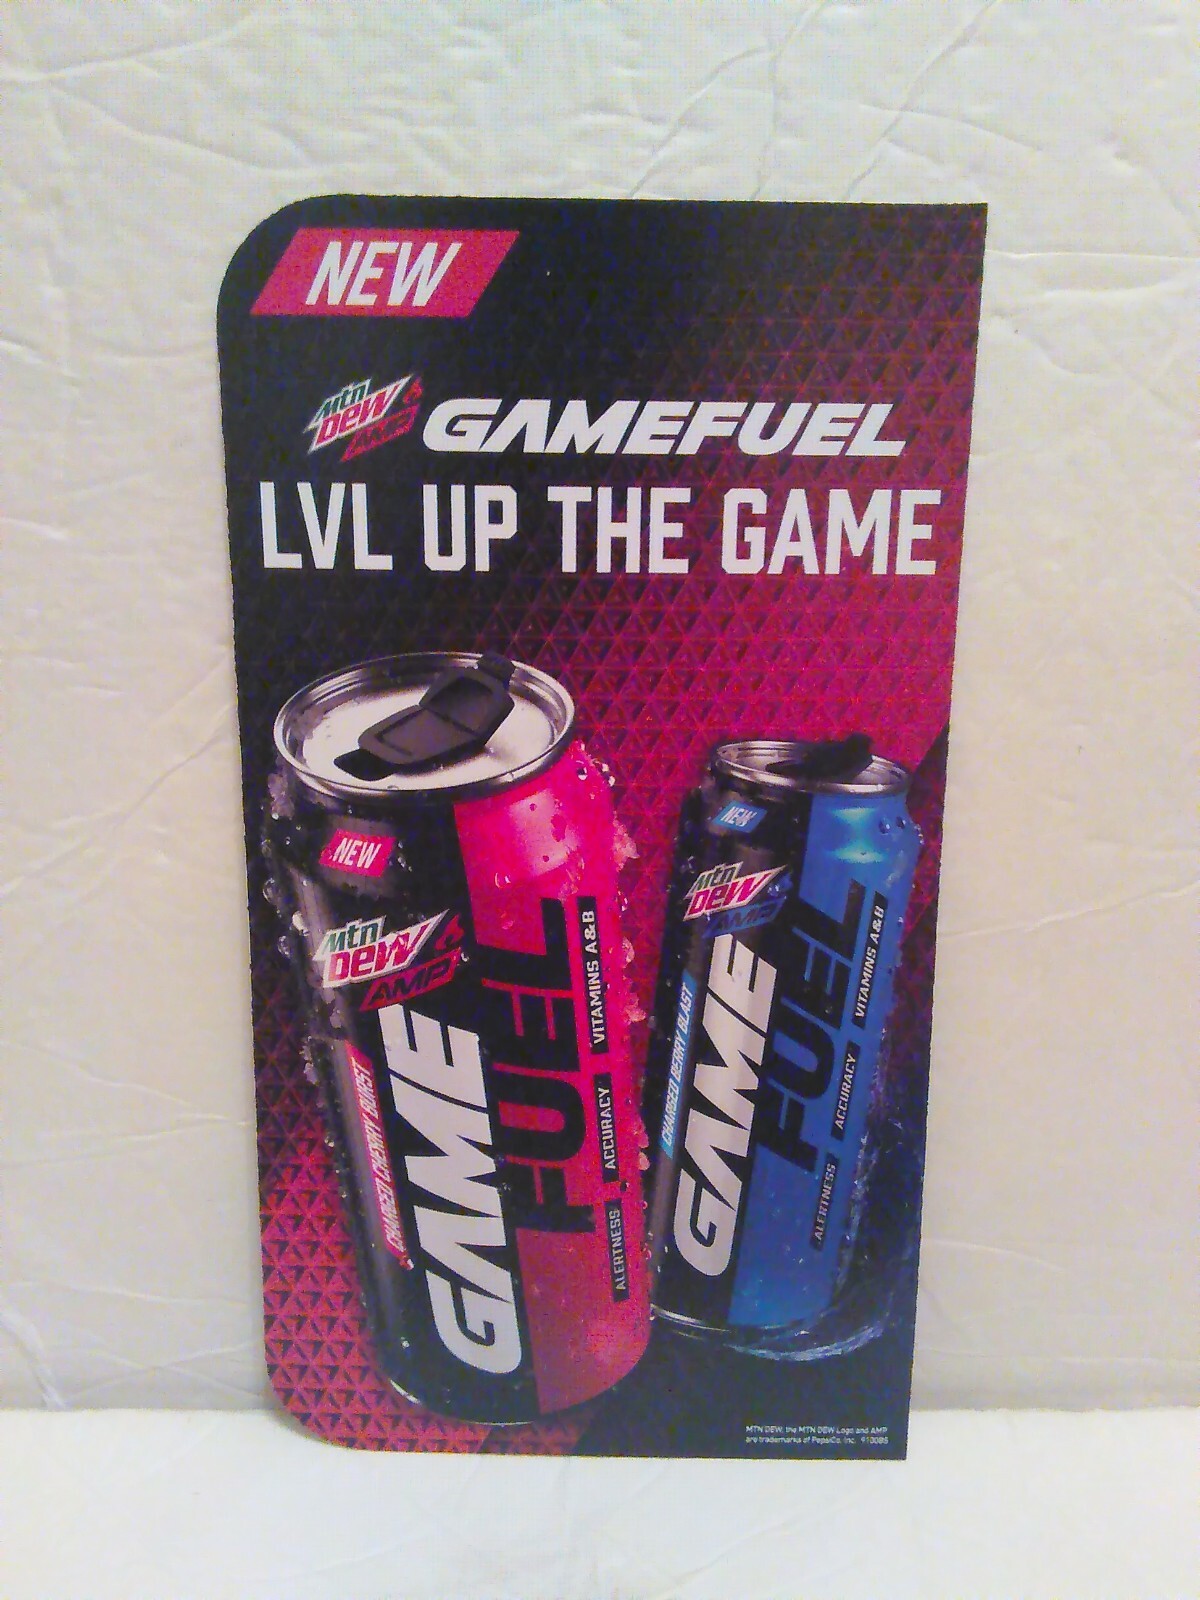 NEW
Mtn
DEW
AMP
GAMEFUEL
LVL UP THE GAME
NEW
Mtn
DEW
AMP
CHARGED CHERRY BURST
GAME
FUEL
ALERTNESS ACCURACY VITAMINS A&B
NEW
Mtn
DEW
AMP
CHARGED BERRY BLAST
GAME
FUEL
ALERTNESS ACCURACY VITAMINS A&B
MTN DEW, the MTN DEW Logo and AMP
are trademarks of PepsiCo, Inc. 910085